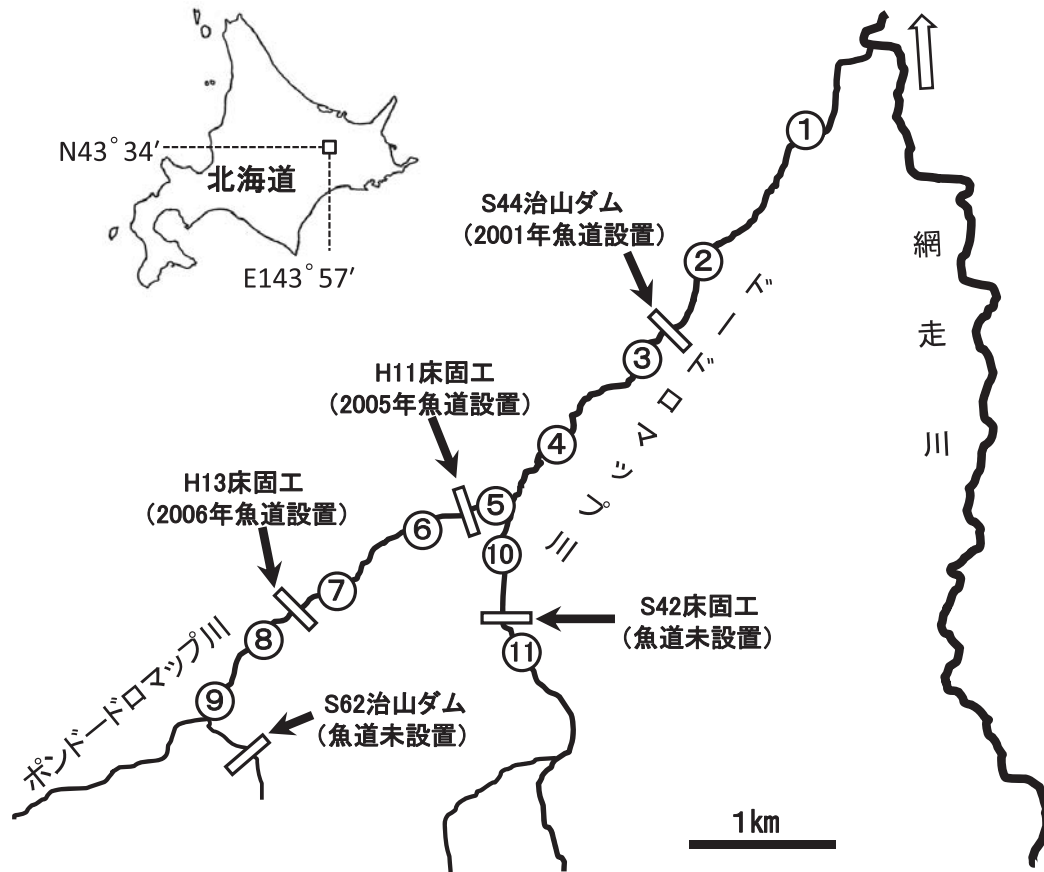 N43°34′
北海道
E143°57′
S44治山ダム
(2001年魚道設置)
H11床固工
(2005年魚道設置)
H13床固工
(2006年魚道設置)
S42床固工
(魚道未設置)
S62治山ダム
(魚道未設置)
ドードロマップ川
ポンドードロマップ川
網走川
①
②
③
④
⑤
⑥
⑦
⑧
⑨
⑩
⑪
1km